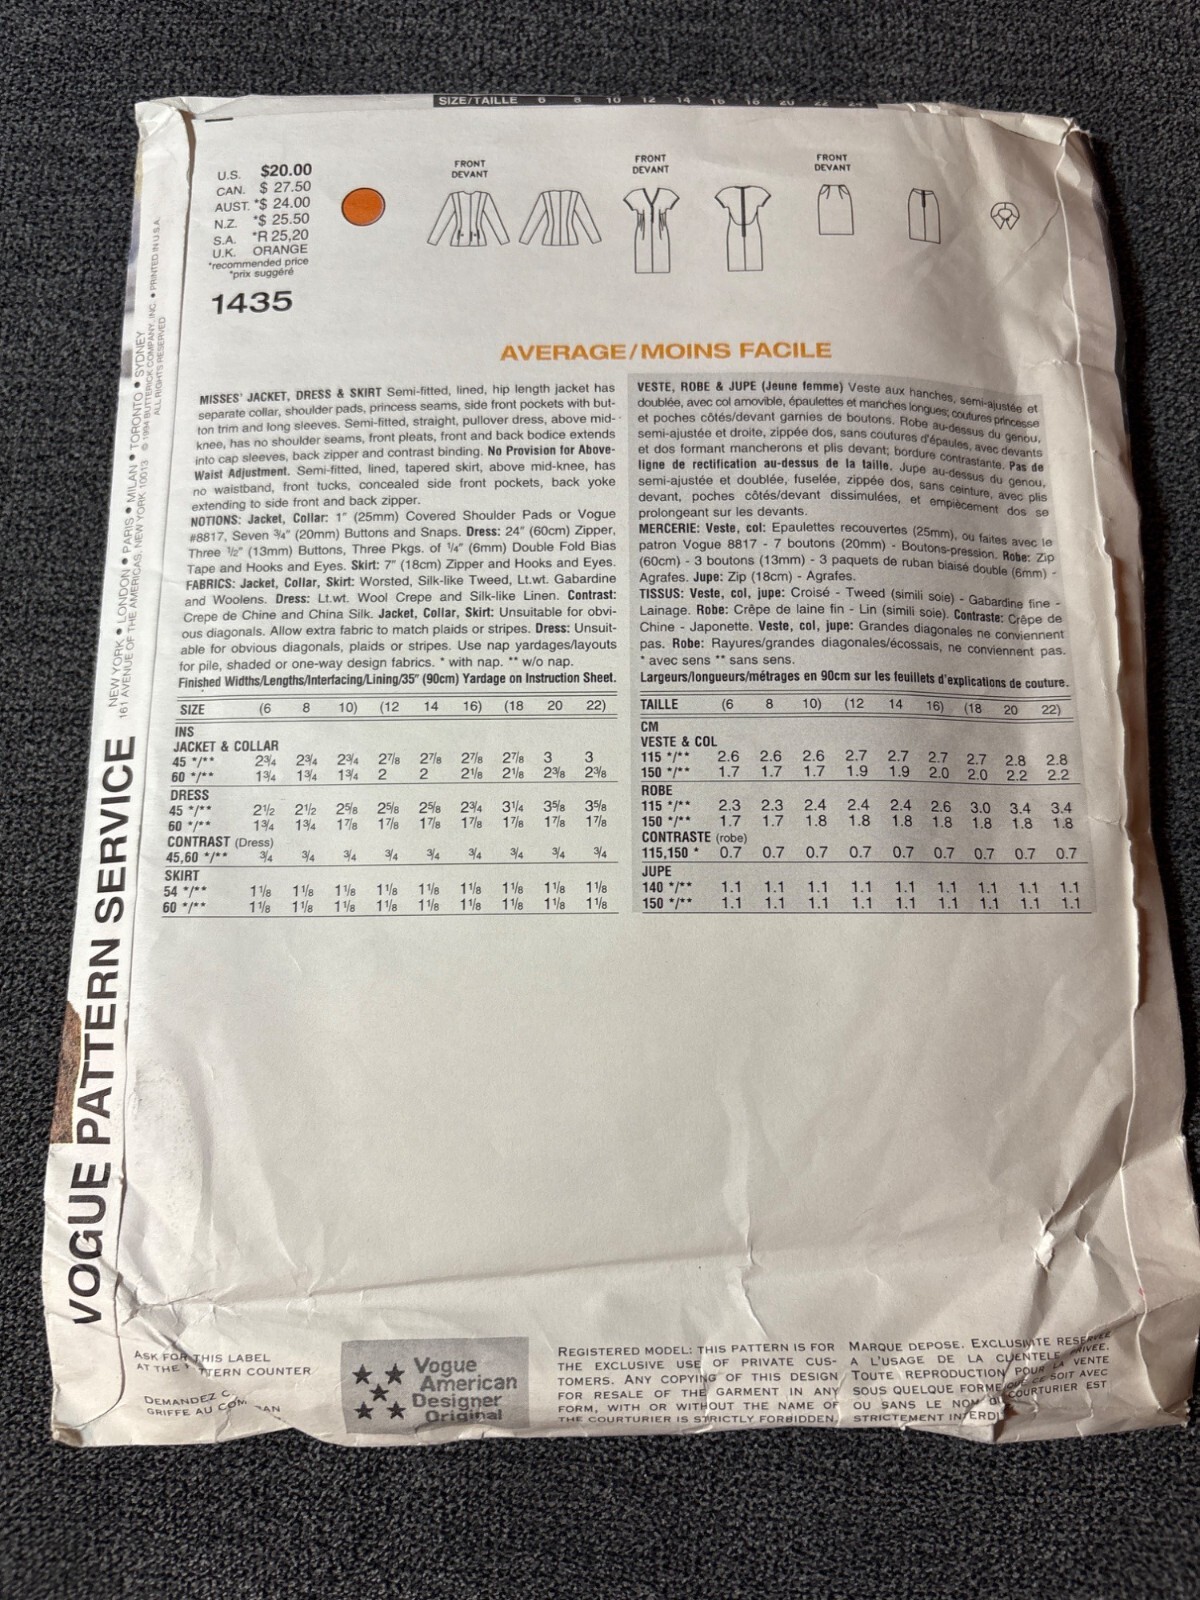 SIZE/TAILLE 6 8 10 12 14 16 18 20 22 24
U.S. $20.00
CAN. $ 27.50
AUST. *$ 24.00
N.Z. *$ 25.50
S.A. *R 25,20
U.K. ORANGE
*recommended price
*prix suggéré
1435
FRONT
DEVANT
FRONT
DEVANT
FRONT
DEVANT
AVERAGE/MOINS FACILE
MISSES' JACKET, DRESS & SKIRT Semi-fitted, lined, hip length jacket has
separate collar, shoulder pads, princess seams, side front pockets with but-
ton trim and long sleeves. Semi-fitted, straight, pullover dress, above mid-
knee, has no shoulder seams, front pleats, front and back bodice extends
into cap sleeves, back zipper and contrast binding. No Provision for Above-
Waist Adjustment. Semi-fitted, lined, tapered skirt, above mid-knee, has
no waistband, front tucks, concealed side front pockets, back yoke
extending to side front and back zipper.
NOTIONS: Jacket, Collar: 1" (25mm) Covered Shoulder Pads or Vogue
#8817, Seven 3/4" (20mm) Buttons and Snaps. Dress: 24" (60cm) Zipper,
Three 1/2" (13mm) Buttons, Three Pkgs. of 1/4" (6mm) Double Fold Bias
Tape and Hooks and Eyes. Skirt: 7" (18cm) Zipper and Hooks and Eyes.
FABRICS: Jacket, Collar, Skirt: Worsted, Silk-like Tweed, Lt.wt. Gabardine
and Woolens. Dress: Lt.wt. Wool Crepe and Silk-like Linen. Contrast:
Crepe de Chine and China Silk. Jacket, Collar, Skirt: Unsuitable for obvi-
ous diagonals. Allow extra fabric to match plaids or stripes. Dress: Unsuit-
able for obvious diagonals, plaids or stripes. Use nap yardages/layouts
for pile, shaded or one-way design fabrics. * with nap. ** w/o nap.
Finished Widths/Lengths/Interfacing/Lining/35" (90cm) Yardage on Instruction Sheet.
SIZE (6 8 10) (12 14 16) (18 20 22)
INS
JACKET & COLLAR
45 */** 2 3/4 2 3/4 2 3/4 2 7/8 2 7/8 2 7/8 2 7/8 3 3
60 */** 1 3/4 1 3/4 1 3/4 2 2 2 1/8 2 1/8 2 3/8 2 3/8
DRESS
45 */** 2 1/2 2 1/2 2 5/8 2 5/8 2 5/8 2 3/4 3 1/4 3 5/8 3 5/8
60 */** 1 3/4 1 3/4 1 7/8 1 7/8 1 7/8 1 7/8 1 7/8 1 7/8 1 7/8
CONTRAST (Dress)
45,60 */** 3/4 3/4 3/4 3/4 3/4 3/4 3/4 3/4 3/4
SKIRT
54 */** 1 1/8 1 1/8 1 1/8 1 1/8 1 1/8 1 1/8 1 1/8 1 1/8 1 1/8
60 */** 1 1/8 1 1/8 1 1/8 1 1/8 1 1/8 1 1/8 1 1/8 1 1/8 1 1/8
VESTE, ROBE & JUPE (Jeune femme) Veste aux hanches, semi-ajustée et
doublée, avec col amovible, épaulettes et manches longues; coutures princesse
et poches côtés/devant garnies de boutons. Robe au-dessus du genou,
semi-ajustée et droite, zippée dos, sans coutures d'épaules, avec devants
et dos formant mancherons et plis devant; bordure contrastante. Pas de
ligne de rectification au-dessus de la taille. Jupe au-dessus du genou,
semi-ajustée et doublée, fuselée, zippée dos, sans ceinture, avec plis
devant, poches côtés/devant dissimulées, et empiècement dos se
prolongeant sur les devants.
MERCERIE: Veste, col: Epaulettes recouvertes (25mm), ou faites avec le
patron Vogue 8817 - 7 boutons (20mm) - Boutons-pression. Robe: Zip
(60cm) - 3 boutons (13mm) - 3 paquets de ruban biaisé double (6mm) -
Agrafes. Jupe: Zip (18cm) - Agrafes.
TISSUS: Veste, col, jupe: Croisé - Tweed (simili soie) - Gabardine fine -
Lainage. Robe: Crêpe de laine fin - Lin (simili soie). Contraste: Crêpe de
Chine - Japonette. Veste, col, jupe: Grandes diagonales ne conviennent
pas. Robe: Rayures/grandes diagonales/écossais, ne conviennent pas.
* avec sens ** sans sens.
Largeurs/longueurs/métrages en 90cm sur les feuillets d'explications de couture.
TAILLE (6 8 10) (12 14 16) (18 20 22)
CM
VESTE & COL
115 */** 2.6 2.6 2.6 2.7 2.7 2.7 2.7 2.8 2.8
150 */** 1.7 1.7 1.7 1.9 1.9 2.0 2.0 2.2 2.2
ROBE
115 */** 2.3 2.3 2.4 2.4 2.4 2.6 3.0 3.4 3.4
150 */** 1.7 1.7 1.8 1.8 1.8 1.8 1.8 1.8 1.8
CONTRASTE (robe)
115,150 * 0.7 0.7 0.7 0.7 0.7 0.7 0.7 0.7 0.7
JUPE
140 */** 1.1 1.1 1.1 1.1 1.1 1.1 1.1 1.1 1.1
150 */** 1.1 1.1 1.1 1.1 1.1 1.1 1.1 1.1 1.1
VOGUE PATTERN SERVICE
NEW YORK • LONDON • PARIS • MILAN • TORONTO • SYDNEY
161 AVENUE OF THE AMERICAS, NEW YORK 10013 © 1994 BUTTERICK COMPANY, INC. • PRINTED IN U.S.A.
ALL RIGHTS RESERVED
ASK FOR THIS LABEL
AT THE TTERN COUNTER
DEMANDEZ C
GRIFFE AU COM AN
Vogue
American
Designer
Original
REGISTERED MODEL: THIS PATTERN IS FOR
THE EXCLUSIVE USE OF PRIVATE CUS-
TOMERS. ANY COPYING OF THIS DESIGN
FOR RESALE OF THE GARMENT IN ANY
FORM, WITH OR WITHOUT THE NAME OF
THE COURTURIER IS STRICTLY FORBIDDEN.
MARQUE DEPOSE. EXCLUSIVITE RESERVEE
A L'USAGE DE LA CLIENTELE PRIVEE.
TOUTE REPRODUCTION POUR LA VENTE
SOUS QUELQUE FORME QUE CE SOIT AVEC
OU SANS LE NOM COURTURIER EST
STRICTEMENT INTERDI